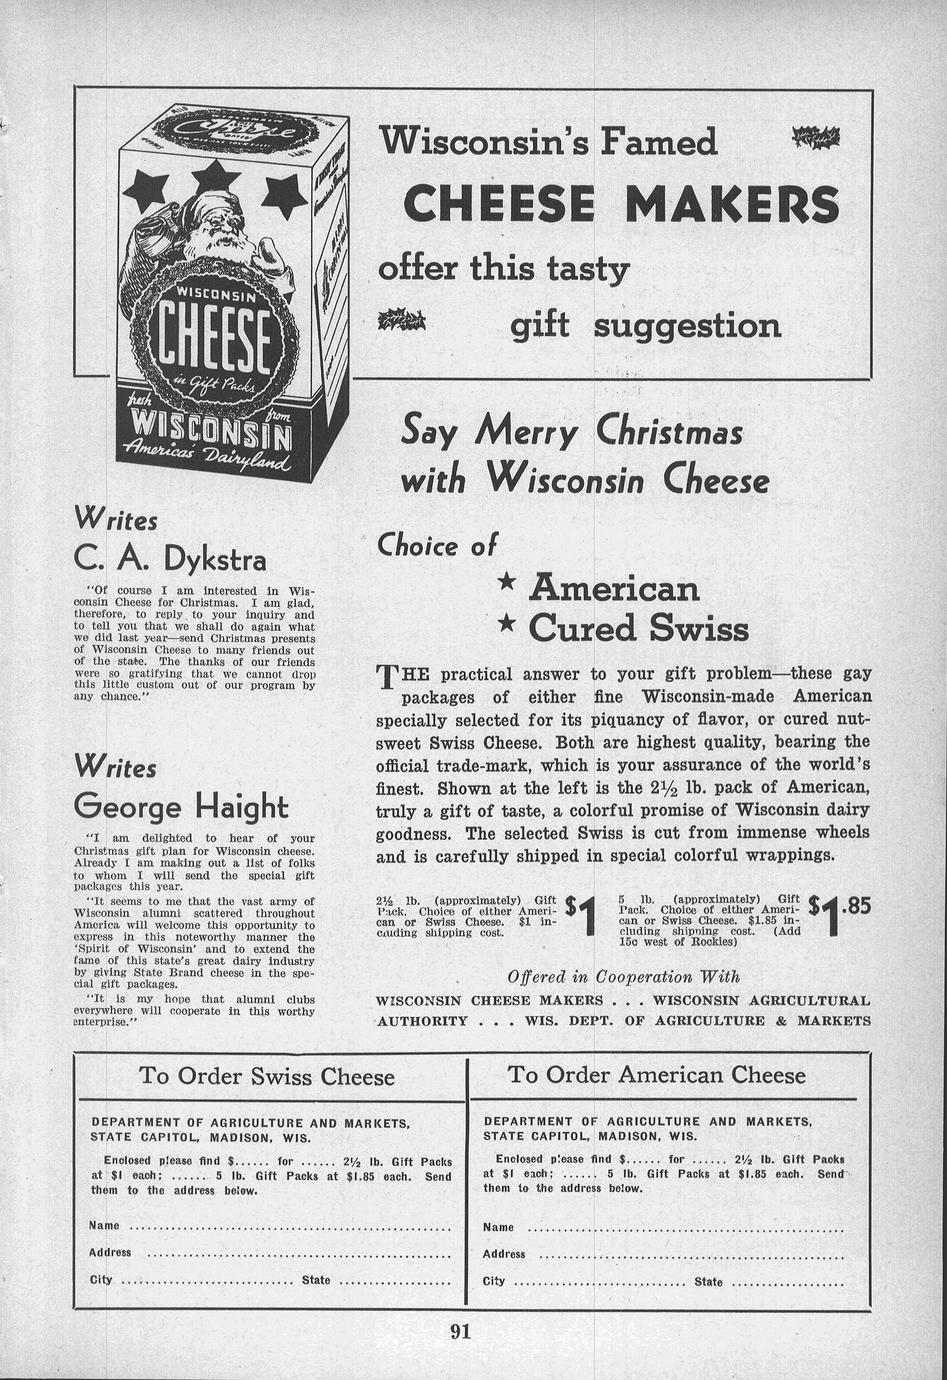 Wisconsin's Famed
CHEESE MAKERS
offer this tasty
gift suggestion
WISCONSIN
CHEESE
in Gift Packs
fresh
from
WISCONSIN
America's Dairyland
Say Merry Christmas
with Wisconsin Cheese
Choice of
★ American
★ Cured Swiss
THE practical answer to your gift problem—these gay
packages of either fine Wisconsin-made American
specially selected for its piquancy of flavor, or cured nut-
sweet Swiss Cheese. Both are highest quality, bearing the
official trade-mark, which is your assurance of the world's
finest. Shown at the left is the 2½ lb. pack of American,
truly a gift of taste, a colorful promise of Wisconsin dairy
goodness. The selected Swiss is cut from immense wheels
and is carefully shipped in special colorful wrappings.
2½ lb. (approximately) Gift
Pack. Choice of either Ameri-
can or Swiss Cheese. $1 in-
cluding shipping cost.
$1
5 lb. (approximately) Gift
Pack. Choice of either Ameri-
can or Swiss Cheese. $1.85 in-
cluding shipping cost. (Add
15c west of Rockies)
$1.85
Offered in Cooperation With
WISCONSIN CHEESE MAKERS . . . WISCONSIN AGRICULTURAL
AUTHORITY . . . WIS. DEPT. OF AGRICULTURE & MARKETS
Writes
C. A. Dykstra
"Of course I am interested in Wis-
consin Cheese for Christmas. I am glad,
therefore, to reply to your inquiry and
to tell you that we shall do again what
we did last year—send Christmas presents
of Wisconsin Cheese to many friends out
of the state. The thanks of our friends
were so gratifying that we cannot drop
this little custom out of our program by
any chance."
Writes
George Haight
"I am delighted to hear of your
Christmas gift plan for Wisconsin cheese.
Already I am making out a list of folks
to whom I will send the special gift
packages this year.
"It seems to me that the vast army of
Wisconsin alumni scattered throughout
America will welcome this opportunity to
express in this noteworthy manner the
'Spirit of Wisconsin' and to extend the
fame of this state's great dairy industry
by giving State Brand cheese in the spe-
cial gift packages.
"It is my hope that alumni clubs
everywhere will cooperate in this worthy
enterprise."
To Order Swiss Cheese
DEPARTMENT OF AGRICULTURE AND MARKETS,
STATE CAPITOL, MADISON, WIS.
Enclosed please find $...... for ...... 2½ lb. Gift Packs
at $1 each; ...... 5 lb. Gift Packs at $1.85 each. Send
them to the address below.
Name ..................................................
Address ...............................................
City ........................... State ..................
To Order American Cheese
DEPARTMENT OF AGRICULTURE AND MARKETS,
STATE CAPITOL, MADISON, WIS.
Enclosed please find $...... for ...... 2½ lb. Gift Packs
at $1 each; ...... 5 lb. Gift Packs at $1.85 each. Send
them to the address below.
Name ..................................................
Address ...............................................
City ........................... State ..................
91